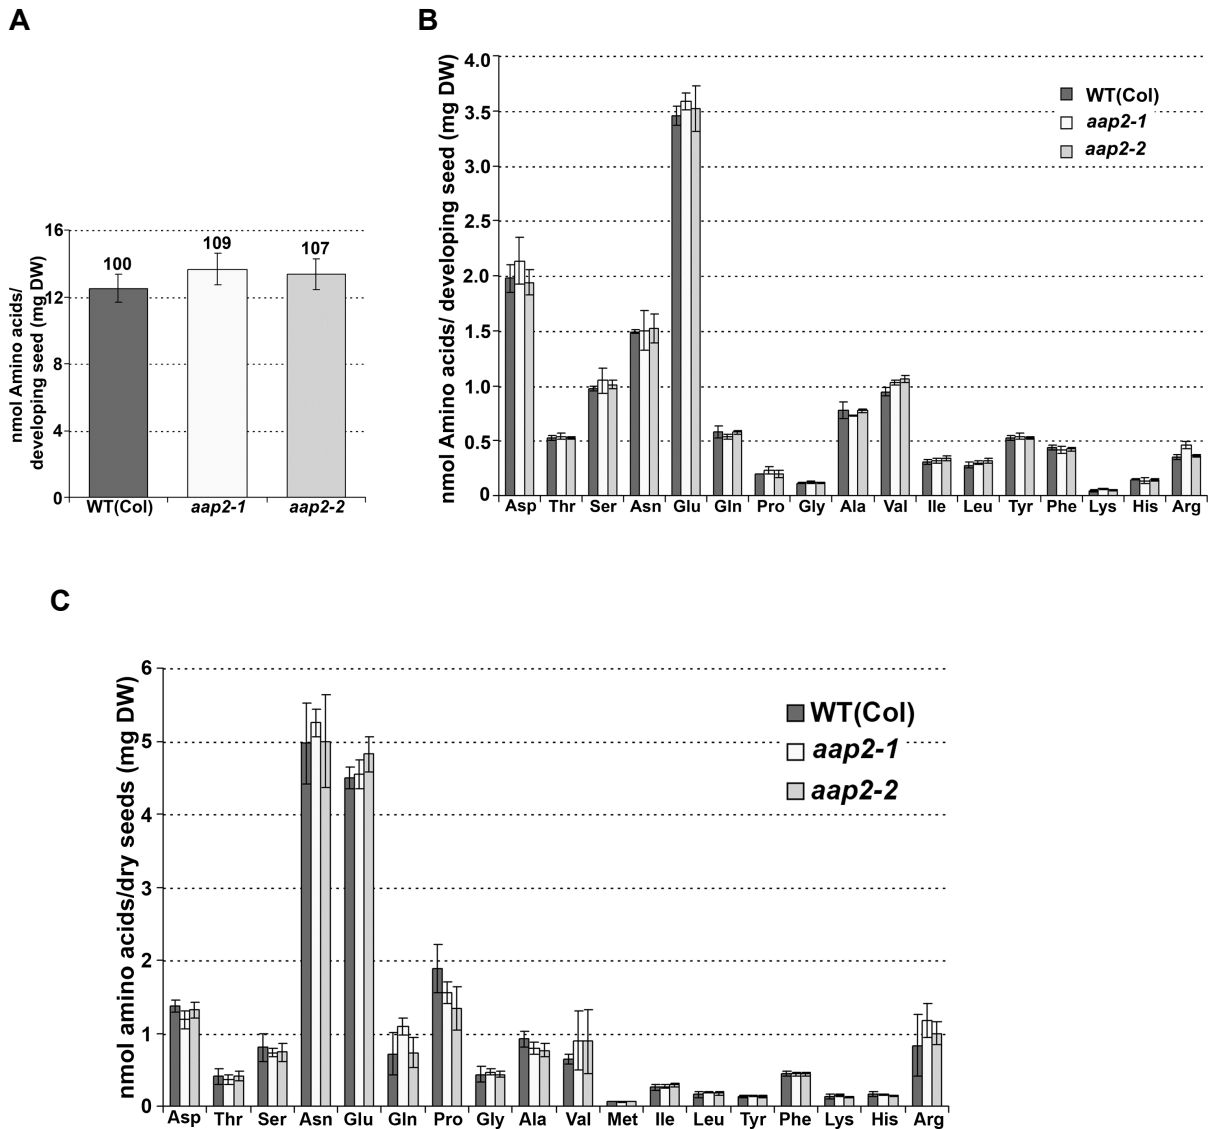 A
nmol Amino acids/
developing seed (mg DW)
16
12
8
4
0
100
109
107
WT(Col)
aap2-1
aap2-2
B
nmol Amino acids/ developing seed (mg DW)
4.0
3.5
3.0
2.5
2.0
1.5
1.0
0.5
0
WT(Col)
aap2-1
aap2-2
Asp Thr Ser Asn Glu Gln Pro Gly Ala Val Ile Leu Tyr Phe Lys His Arg
C
nmol amino acids/dry seeds (mg DW)
6
5
4
3
2
1
0
WT(Col)
aap2-1
aap2-2
Asp Thr Ser Asn Glu Gln Pro Gly Ala Val Met Ile Leu Tyr Phe Lys His Arg